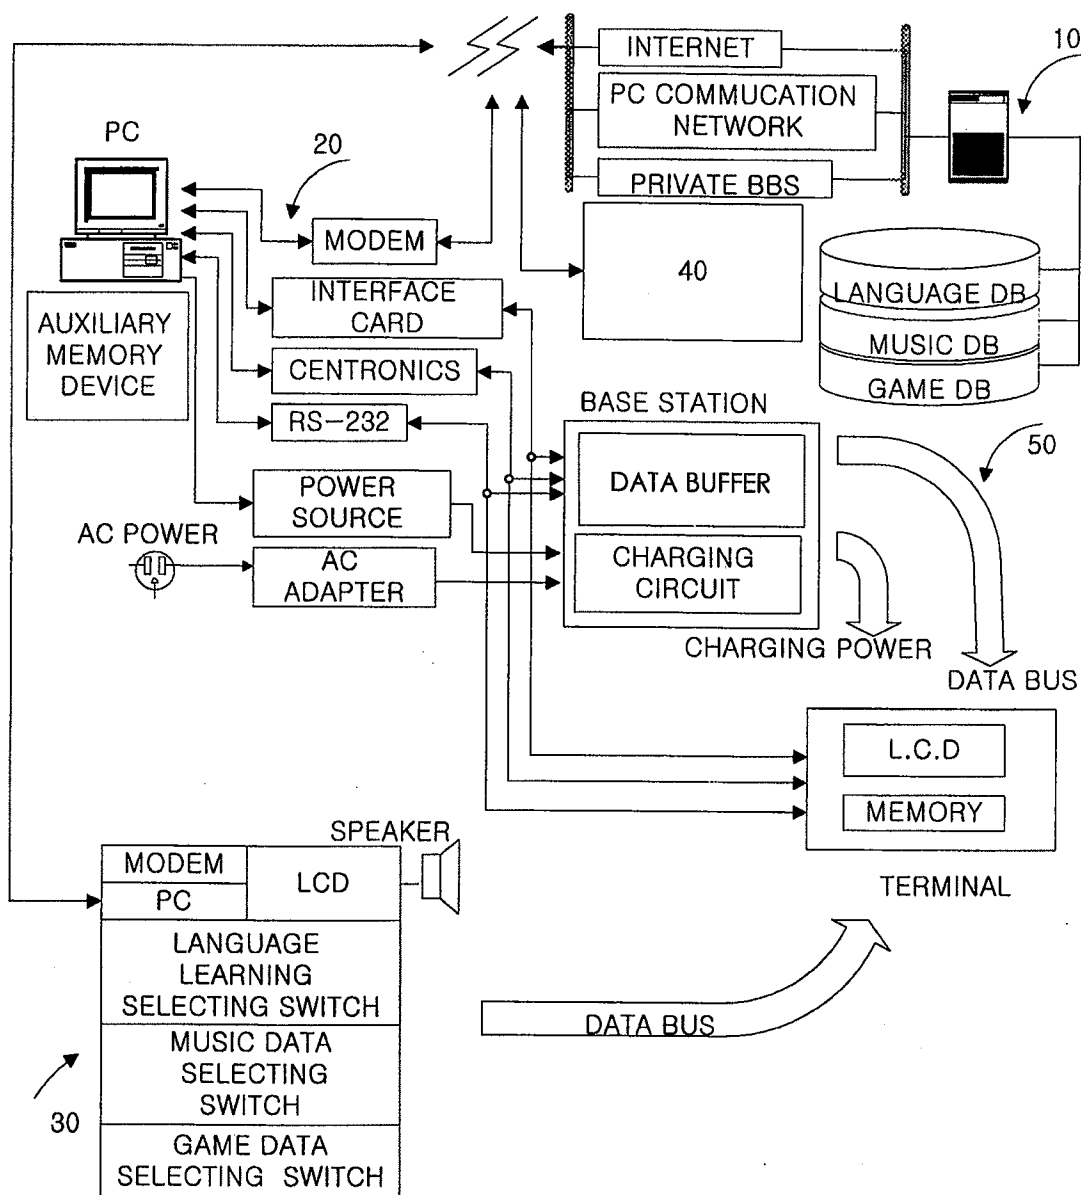 INTERNET
10
PC COMMUCATION
NETWORK
PRIVATE BBS
PC
20
MODEM
40
LANGUAGE DB
MUSIC DB
GAME DB
INTERFACE
CARD
AUXILIARY
MEMORY
DEVICE
CENTRONICS
RS-232
BASE STATION
50
DATA BUFFER
POWER
SOURCE
AC POWER
AC
ADAPTER
CHARGING
CIRCUIT
CHARGING POWER
DATA BUS
L.C.D
MEMORY
TERMINAL
SPEAKER
MODEM
LCD
PC
LANGUAGE
LEARNING
SELECTING SWITCH
DATA BUS
MUSIC DATA
SELECTING
SWITCH
30
GAME DATA
SELECTING SWITCH